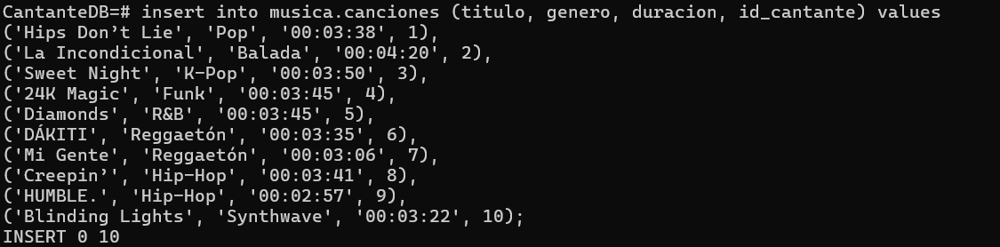 CantanteDB=# insert into musica.canciones (titulo, genero, duracion, id_cantante) values
('Hips Don’t Lie', 'Pop', '00:03:38', 1),
('La Incondicional', 'Balada', '00:04:20', 2),
('Sweet Night', 'K-Pop', '00:03:50', 3),
('24K Magic', 'Funk', '00:03:45', 4),
('Diamonds', 'R&B', '00:03:45', 5),
('DÁKITI', 'Reggaetón', '00:03:35', 6),
('Mi Gente', 'Reggaetón', '00:03:06', 7),
('Creepin’', 'Hip-Hop', '00:03:41', 8),
('HUMBLE.', 'Hip-Hop', '00:02:57', 9),
('Blinding Lights', 'Synthwave', '00:03:22', 10);
INSERT 0 10